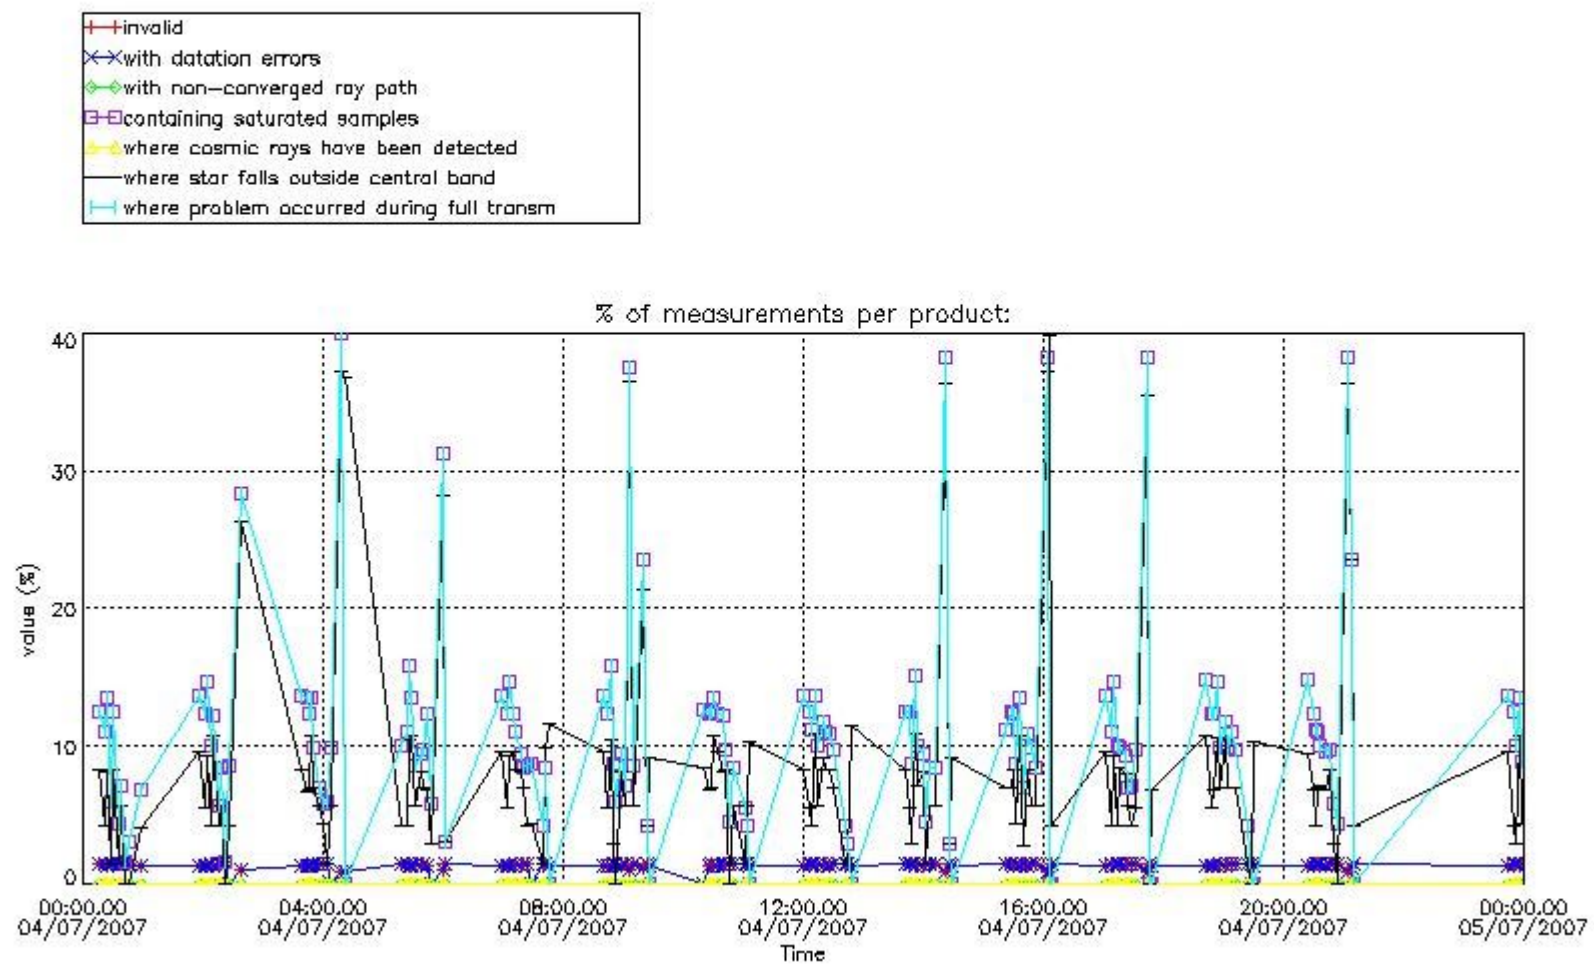 invalid
with datation errors
with non-converged ray path
containing saturated samples
where cosmic rays have been detected
where star falls outside central band
where problem occurred during full transm
% of measurements per product:
40
30
20
10
0
value (%)
00:00:00 04:00:00 08:00:00 12:00:00 16:00:00 20:00:00 00:00:00
04/07/2007 04/07/2007 04/07/2007 04/07/2007 04/07/2007 04/07/2007 05/07/2007
Time